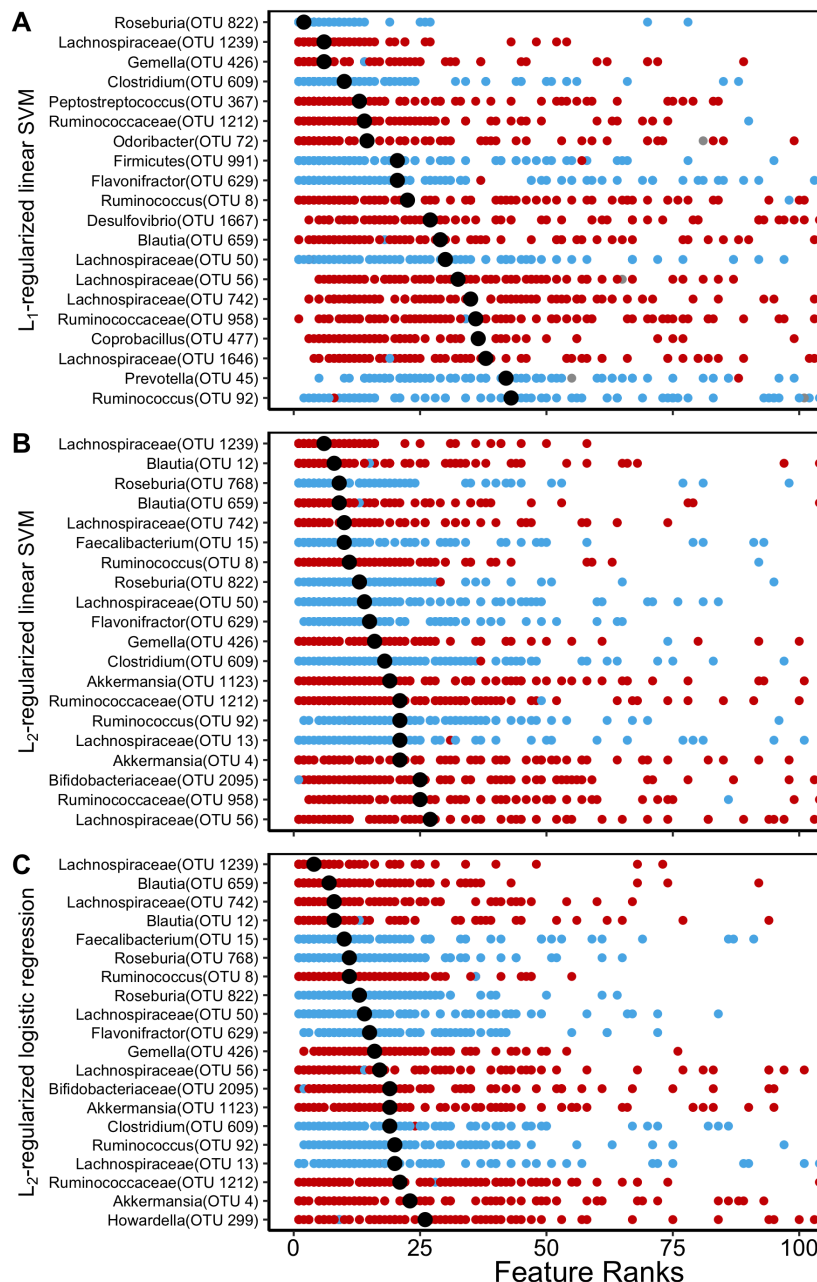 A
L1-regularized linear SVM
Roseburia(OTU 822)
Lachnospiraceae(OTU 1239)
Gemella(OTU 426)
Clostridium(OTU 609)
Peptostreptococcus(OTU 367)
Ruminococcaceae(OTU 1212)
Odoribacter(OTU 72)
Firmicutes(OTU 991)
Flavonifractor(OTU 629)
Ruminococcus(OTU 8)
Desulfovibrio(OTU 1667)
Blautia(OTU 659)
Lachnospiraceae(OTU 50)
Lachnospiraceae(OTU 56)
Lachnospiraceae(OTU 742)
Ruminococcaceae(OTU 958)
Coprobacillus(OTU 477)
Lachnospiraceae(OTU 1646)
Prevotella(OTU 45)
Ruminococcus(OTU 92)
B
L2-regularized linear SVM
Lachnospiraceae(OTU 1239)
Blautia(OTU 12)
Roseburia(OTU 768)
Blautia(OTU 659)
Lachnospiraceae(OTU 742)
Faecalibacterium(OTU 15)
Ruminococcus(OTU 8)
Roseburia(OTU 822)
Lachnospiraceae(OTU 50)
Flavonifractor(OTU 629)
Gemella(OTU 426)
Clostridium(OTU 609)
Akkermansia(OTU 1123)
Ruminococcaceae(OTU 1212)
Ruminococcus(OTU 92)
Lachnospiraceae(OTU 13)
Akkermansia(OTU 4)
Bifidobacteriaceae(OTU 2095)
Ruminococcaceae(OTU 958)
Lachnospiraceae(OTU 56)
C
L2-regularized logistic regression
Lachnospiraceae(OTU 1239)
Blautia(OTU 659)
Lachnospiraceae(OTU 742)
Blautia(OTU 12)
Faecalibacterium(OTU 15)
Roseburia(OTU 768)
Ruminococcus(OTU 8)
Roseburia(OTU 822)
Lachnospiraceae(OTU 50)
Flavonifractor(OTU 629)
Gemella(OTU 426)
Lachnospiraceae(OTU 56)
Bifidobacteriaceae(OTU 2095)
Akkermansia(OTU 1123)
Clostridium(OTU 609)
Ruminococcus(OTU 92)
Lachnospiraceae(OTU 13)
Ruminococcaceae(OTU 1212)
Akkermansia(OTU 4)
Howardella(OTU 299)
0 25 50 75 100
Feature Ranks